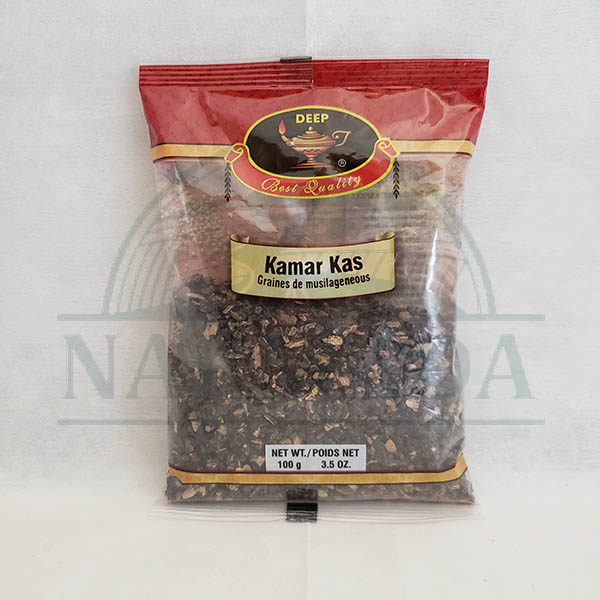 DEEP
®
Best Quality
Kamar Kas
Graines de musilageneous
NET WT./POIDS NET
100 g 3.5 OZ.